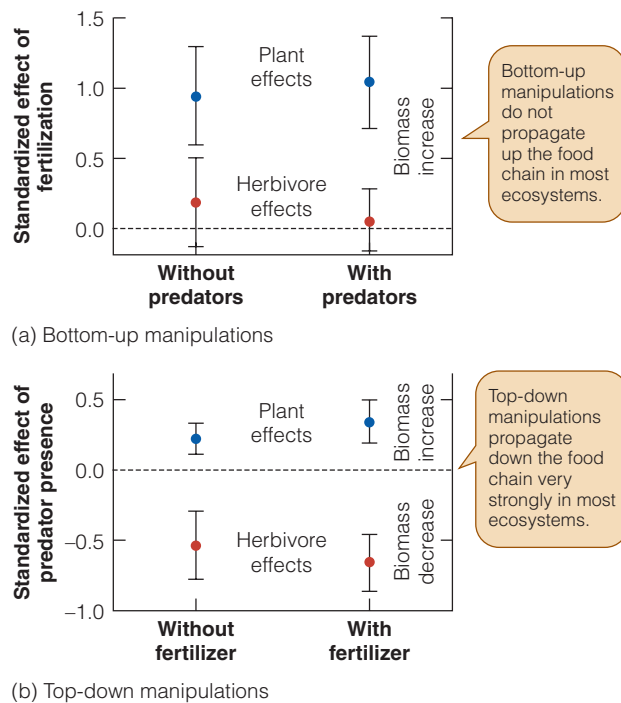 1.5
1.0
0.5
0.0
Standardized effect of
fertilization
Plant
effects
Herbivore
effects
Biomass
increase
Without
predators
With
predators
Bottom-up
manipulations
do not
propagate
up the food
chain in most
ecosystems.
(a) Bottom-up manipulations
0.5
0.0
−0.5
−1.0
Standardized effect of
predator presence
Plant
effects
Herbivore
effects
Biomass
increase
Biomass
decrease
Without
fertilizer
With
fertilizer
Top-down
manipulations
propagate
down the food
chain very
strongly in most
ecosystems.
(b) Top-down manipulations